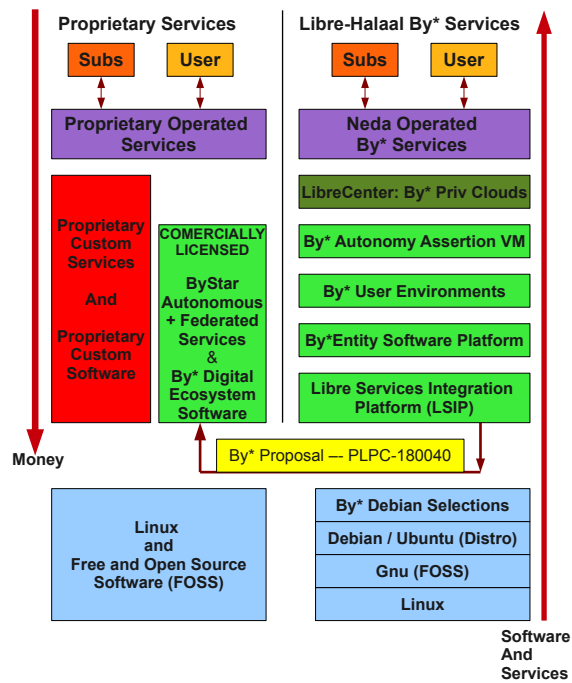 Proprietary Services
Subs
User
Proprietary Operated
Services
Proprietary
Custom
Services
And
Proprietary
Custom
Software
COMERCIALLY
LICENSED
ByStar
Autonomous
+ Federated
Services
&
By* Digital
Ecosystem
Software
Money
Libre-Halaal By* Services
Subs
User
Neda Operated
By* Services
LibreCenter: By* Priv Clouds
By* Autonomy Assertion VM
By* User Environments
By*Entity Software Platform
Libre Services Integration
Platform (LSIP)
By* Proposal –- PLPC-180040
Linux
and
Free and Open Source
Software (FOSS)
By* Debian Selections
Debian / Ubuntu (Distro)
Gnu (FOSS)
Linux
Software
And
Services